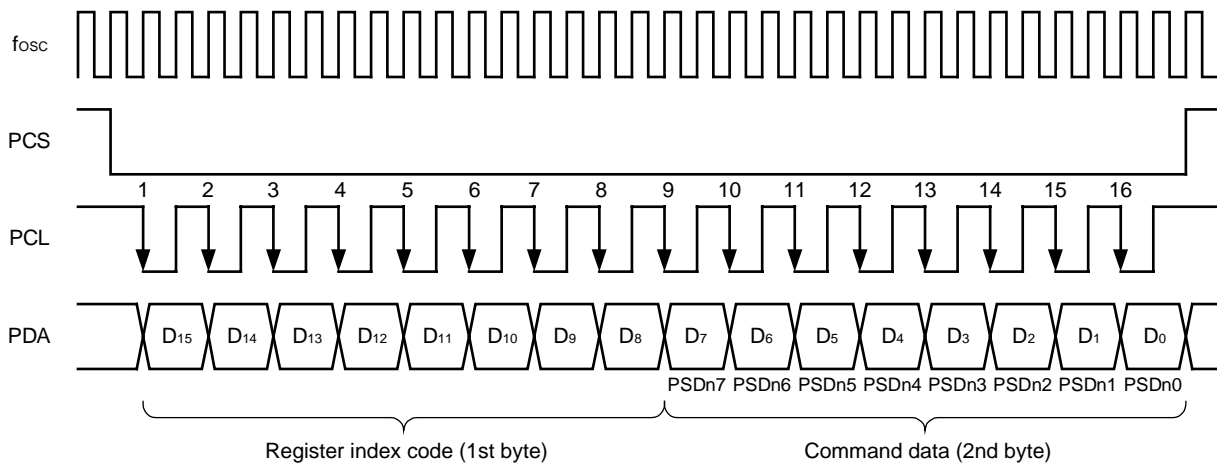 fOSC
PCS
1 2 3 4 5 6 7 8 9 10 11 12 13 14 15 16
PCL
PDA D15 D14 D13 D12 D11 D10 D9 D8 D7 D6 D5 D4 D3 D2 D1 D0
PSDn7 PSDn6 PSDn5 PSDn4 PSDn3 PSDn2 PSDn1 PSDn0
Register index code (1st byte) Command data (2nd byte)